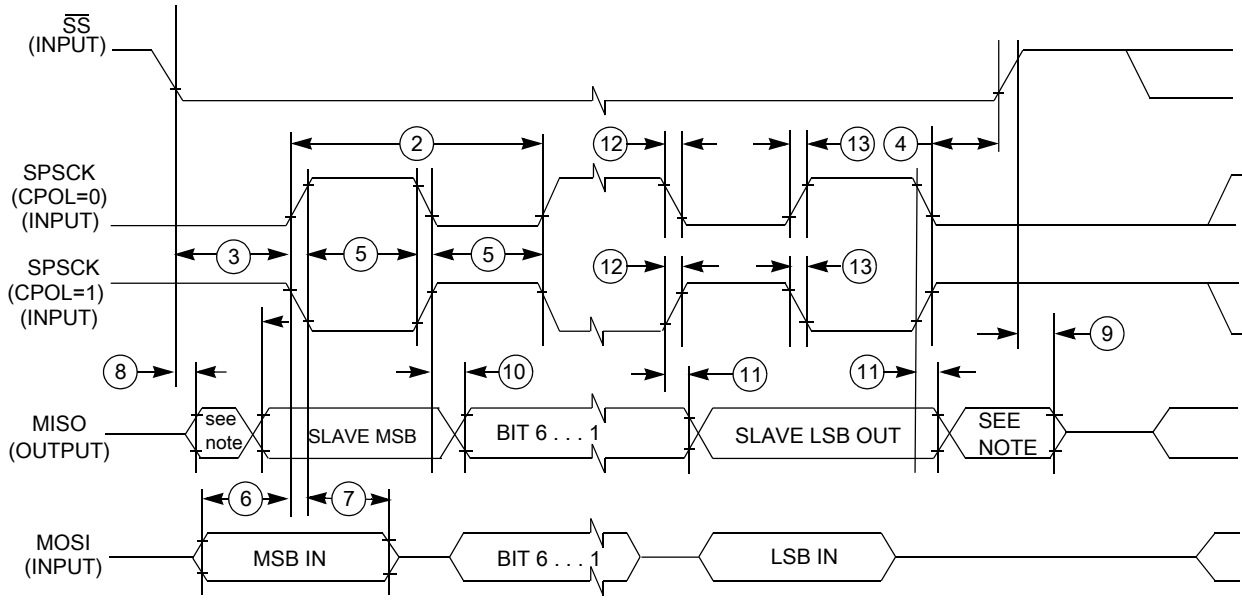 SS
(INPUT)
2
12
13
4
SPSCK
(CPOL=0)
(INPUT)
3
5
5
SPSCK
(CPOL=1)
(INPUT)
12
13
9
8
10
11
11
MISO
(OUTPUT)
see
note
SLAVE MSB
BIT 6 . . . 1
SLAVE LSB OUT
SEE
NOTE
6
7
MOSI
(INPUT)
MSB IN
BIT 6 . . . 1
LSB IN